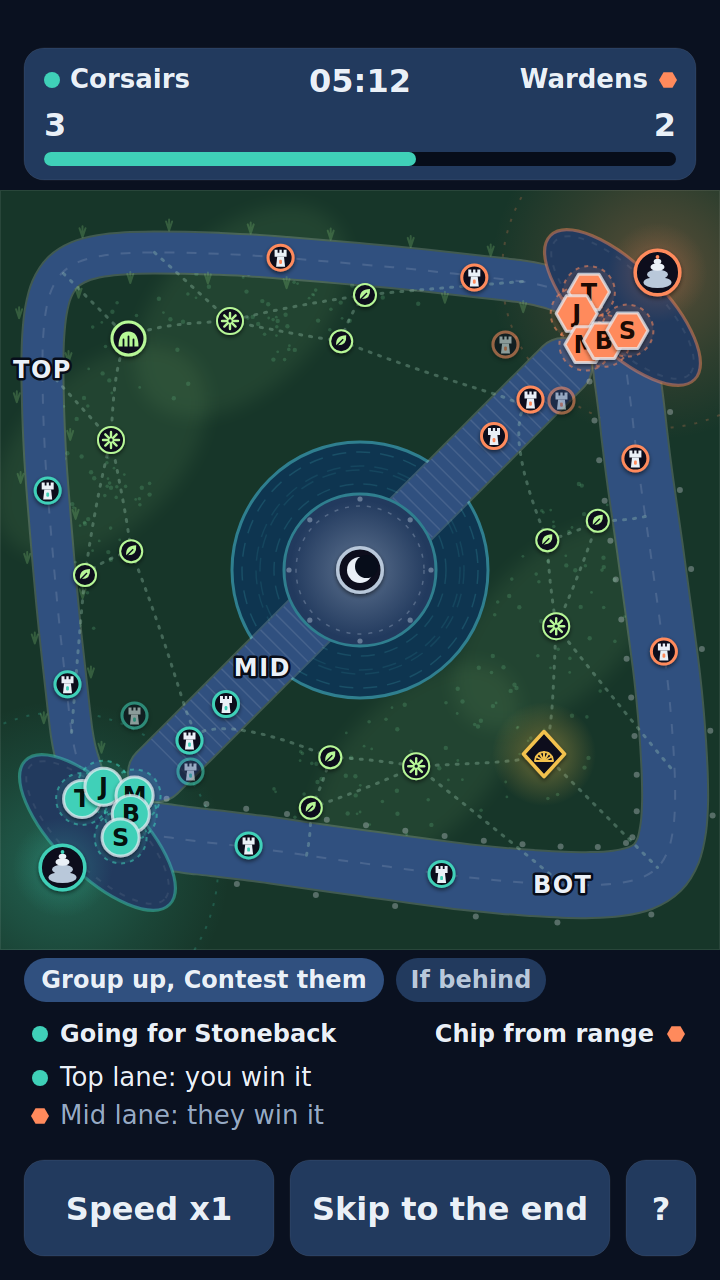 Corsairs 05:12 Wardens
3 2
T
J
B
S
TOP
MID
T
J
M
B
S
BOT
Group up, Contest them If behind
Going for Stoneback Chip from range
Top lane: you win it
Mid lane: they win it
Speed x1 Skip to the end ?